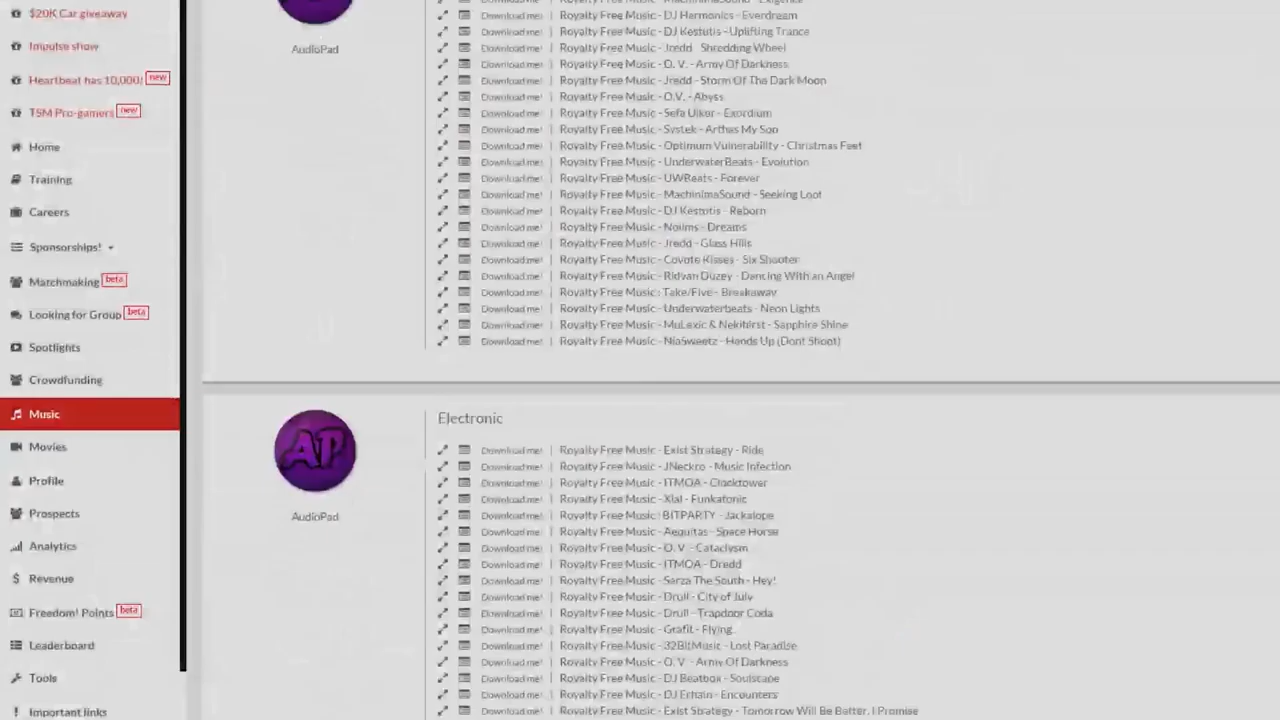 $20K Car giveaway
Impulse show
Heartbeat has 10,000! new
TSM Pro-gamers new
Home
Training
Careers
Sponsorships!
Matchmaking beta
Looking for Group beta
Spotlights
Crowdfunding
Music
Movies
Profile
Prospects
Analytics
Revenue
Freedom! Points beta
Leaderboard
Tools
Important links
AudioPad
Download me! | Royalty Free Music - DJ Harmonics - Everdream
Download me! | Royalty Free Music - DJ Kestutis - Uplifting Trance
Download me! | Royalty Free Music - Jredd - Shredding Wheel
Download me! | Royalty Free Music - O. V. - Army Of Darkness
Download me! | Royalty Free Music - Jredd - Storm Of The Dark Moon
Download me! | Royalty Free Music - O.V. - Abyss
Download me! | Royalty Free Music - Sefa Ulker - Exordium
Download me! | Royalty Free Music - Svstek - Arthas My Son
Download me! | Royalty Free Music - Optimum Vulnerability - Christmas Feet
Download me! | Royalty Free Music - UnderwaterBeats - Evolution
Download me! | Royalty Free Music - UWBeats - Forever
Download me! | Royalty Free Music - MachinimaSound - Seeking Loot
Download me! | Royalty Free Music - DJ Kestutis - Reborn
Download me! | Royalty Free Music - Noiims - Dreams
Download me! | Royalty Free Music - Jredd - Glass Hills
Download me! | Royalty Free Music - Coyote Kisses - Six Shooter
Download me! | Royalty Free Music - Ridvan Duzey - Dancing With an Angel
Download me! | Royalty Free Music : Take/Five - Breakaway
Download me! | Royalty Free Music - Underwaterbeats - Neon Lights
Download me! | Royalty Free Music - MuLexic & Nekihirst - Sapphire Shine
Download me! | Royalty Free Music - NiaSweetz - Hands Up (Dont Shoot)
AP
AudioPad
Electronic
Download me! | Royalty Free Music - Exist Strategy - Ride
Download me! | Royalty Free Music - JNeckro - Music Infection
Download me! | Royalty Free Music - ITMOA - Clocktower
Download me! | Royalty Free Music - Xlal - Funkatonic
Download me! | Royalty Free Music : BITPARTY - Jackalope
Download me! | Royalty Free Music - Aequitas - Space Horse
Download me! | Royalty Free Music - O. V. - Cataclysm
Download me! | Royalty Free Music - ITMOA - Dredd
Download me! | Royalty Free Music - Sarza The South - Hey!
Download me! | Royalty Free Music - Drull - City of July
Download me! | Royalty Free Music - Drull - Trapdoor Coda
Download me! | Royalty Free Music - Grafit - Flying
Download me! | Royalty Free Music - 32BitMusic - Lost Paradise
Download me! | Royalty Free Music - O. V. - Army Of Darkness
Download me! | Royalty Free Music - DJ Beatbox - Soulscape
Download me! | Royalty Free Music - DJ Erhan - Encounters
Download me! | Royalty Free Music - Exist Strategy - Tomorrow Will Be Better, I Promise